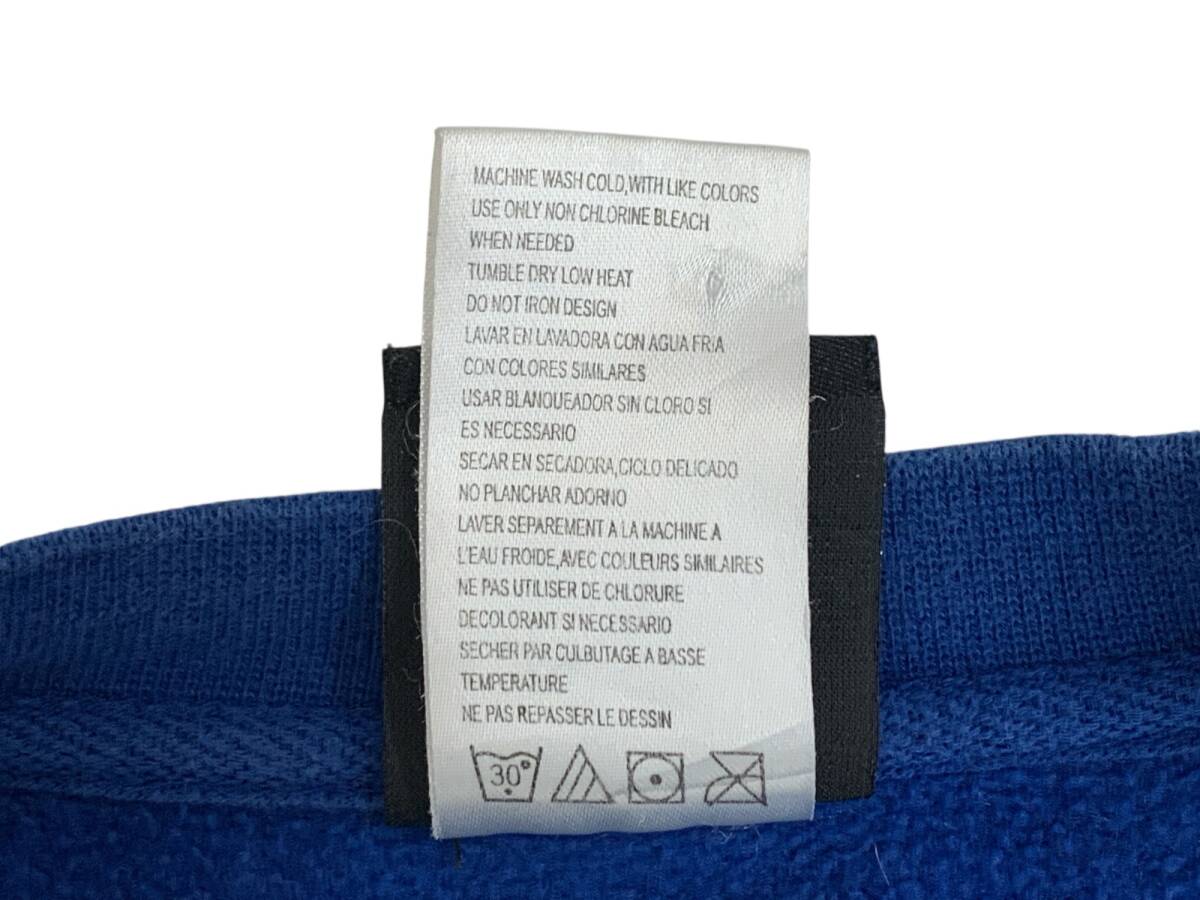 MACHINE WASH COLD,WITH LIKE COLORS
USE ONLY NON CHLORINE BLEACH
WHEN NEEDED
TUMBLE DRY LOW HEAT
DO NOT IRON DESIGN
LAVAR EN LAVADORA CON AGUA FRIA
CON COLORES SIMILARES
USAR BLANQUEADOR SIN CLORO SI
ES NECESSARIO
SECAR EN SECADORA,CICLO DELICADO
NO PLANCHAR ADORNO
LAVER SEPAREMENT A LA MACHINE A
L'EAU FROIDE,AVEC COULEURS SIMILAIRES
NE PAS UTILISER DE CHLORURE
DECOLORANT SI NECESSARIO
SECHER PAR CULBUTAGE A BASSE
TEMPERATURE
NE PAS REPASSER LE DESSIN
30°